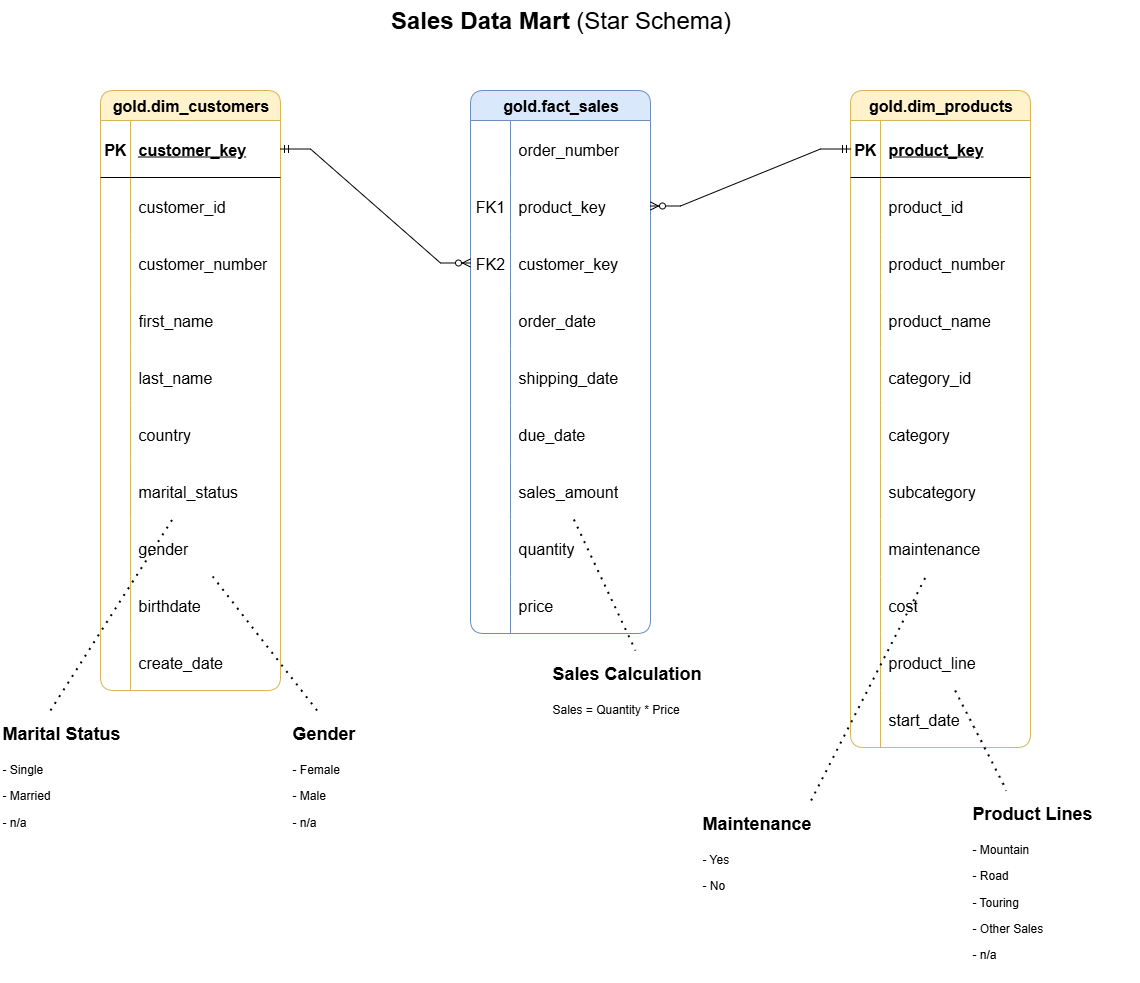 Sales Data Mart (Star Schema)
gold.dim_customers
PK customer_key
customer_id
customer_number
first_name
last_name
country
marital_status
gender
birthdate
create_date
gold.fact_sales
order_number
FK1 product_key
FK2 customer_key
order_date
shipping_date
due_date
sales_amount
quantity
price
gold.dim_products
PK product_key
product_id
product_number
product_name
category_id
category
subcategory
maintenance
cost
product_line
start_date
Marital Status
- Single
- Married
- n/a
Gender
- Female
- Male
- n/a
Sales Calculation
Sales = Quantity * Price
Maintenance
- Yes
- No
Product Lines
- Mountain
- Road
- Touring
- Other Sales
- n/a